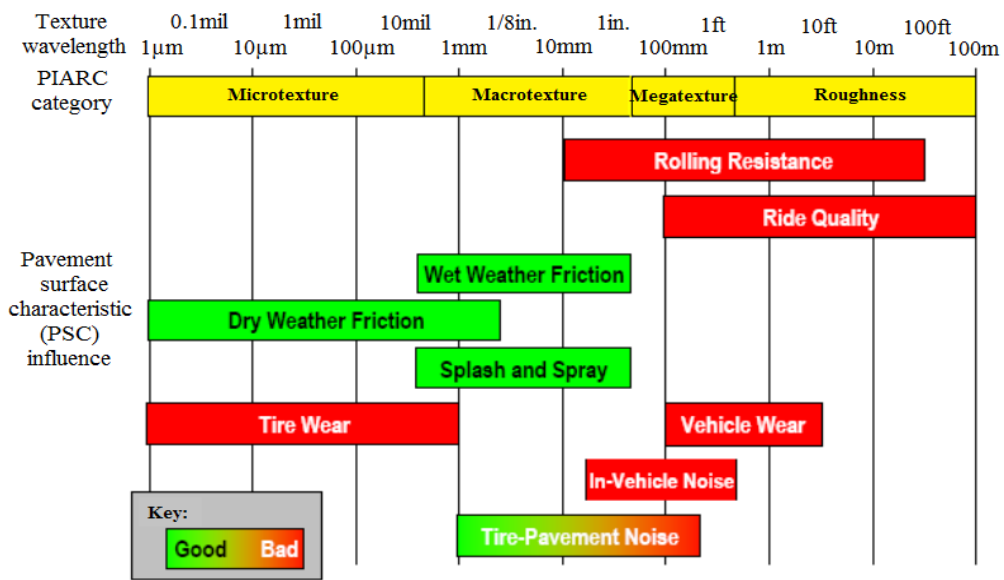 Texture wavelength
0.1mil 1mil 10mil 1/8in. 1in. 1ft 10ft 100ft
1μm 10μm 100μm 1mm 10mm 100mm 1m 10m 100m
PIARC category
Microtexture Macrotexture Megatexture Roughness
Rolling Resistance
Ride Quality
Pavement
surface
characteristic
(PSC)
influence
Wet Weather Friction
Dry Weather Friction
Splash and Spray
Tire Wear
Vehicle Wear
In-Vehicle Noise
Tire-Pavement Noise
Key:
Good Bad